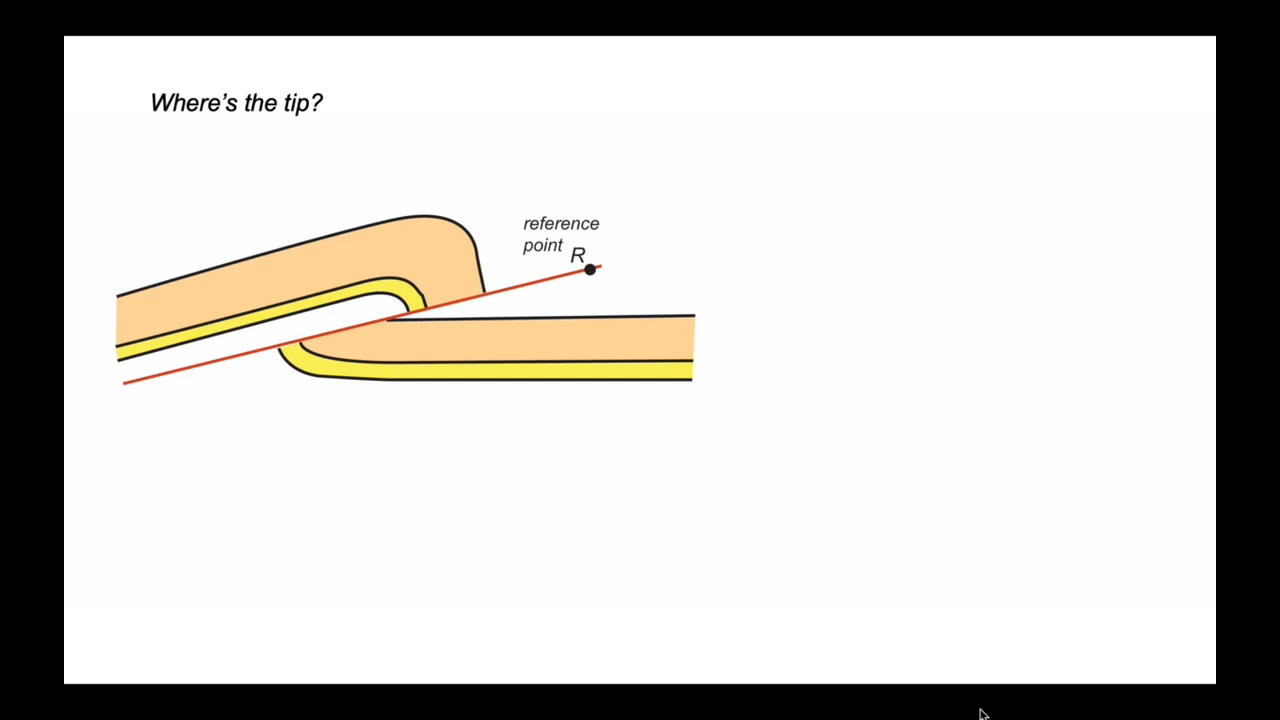 Where’s the tip?
reference
point
R